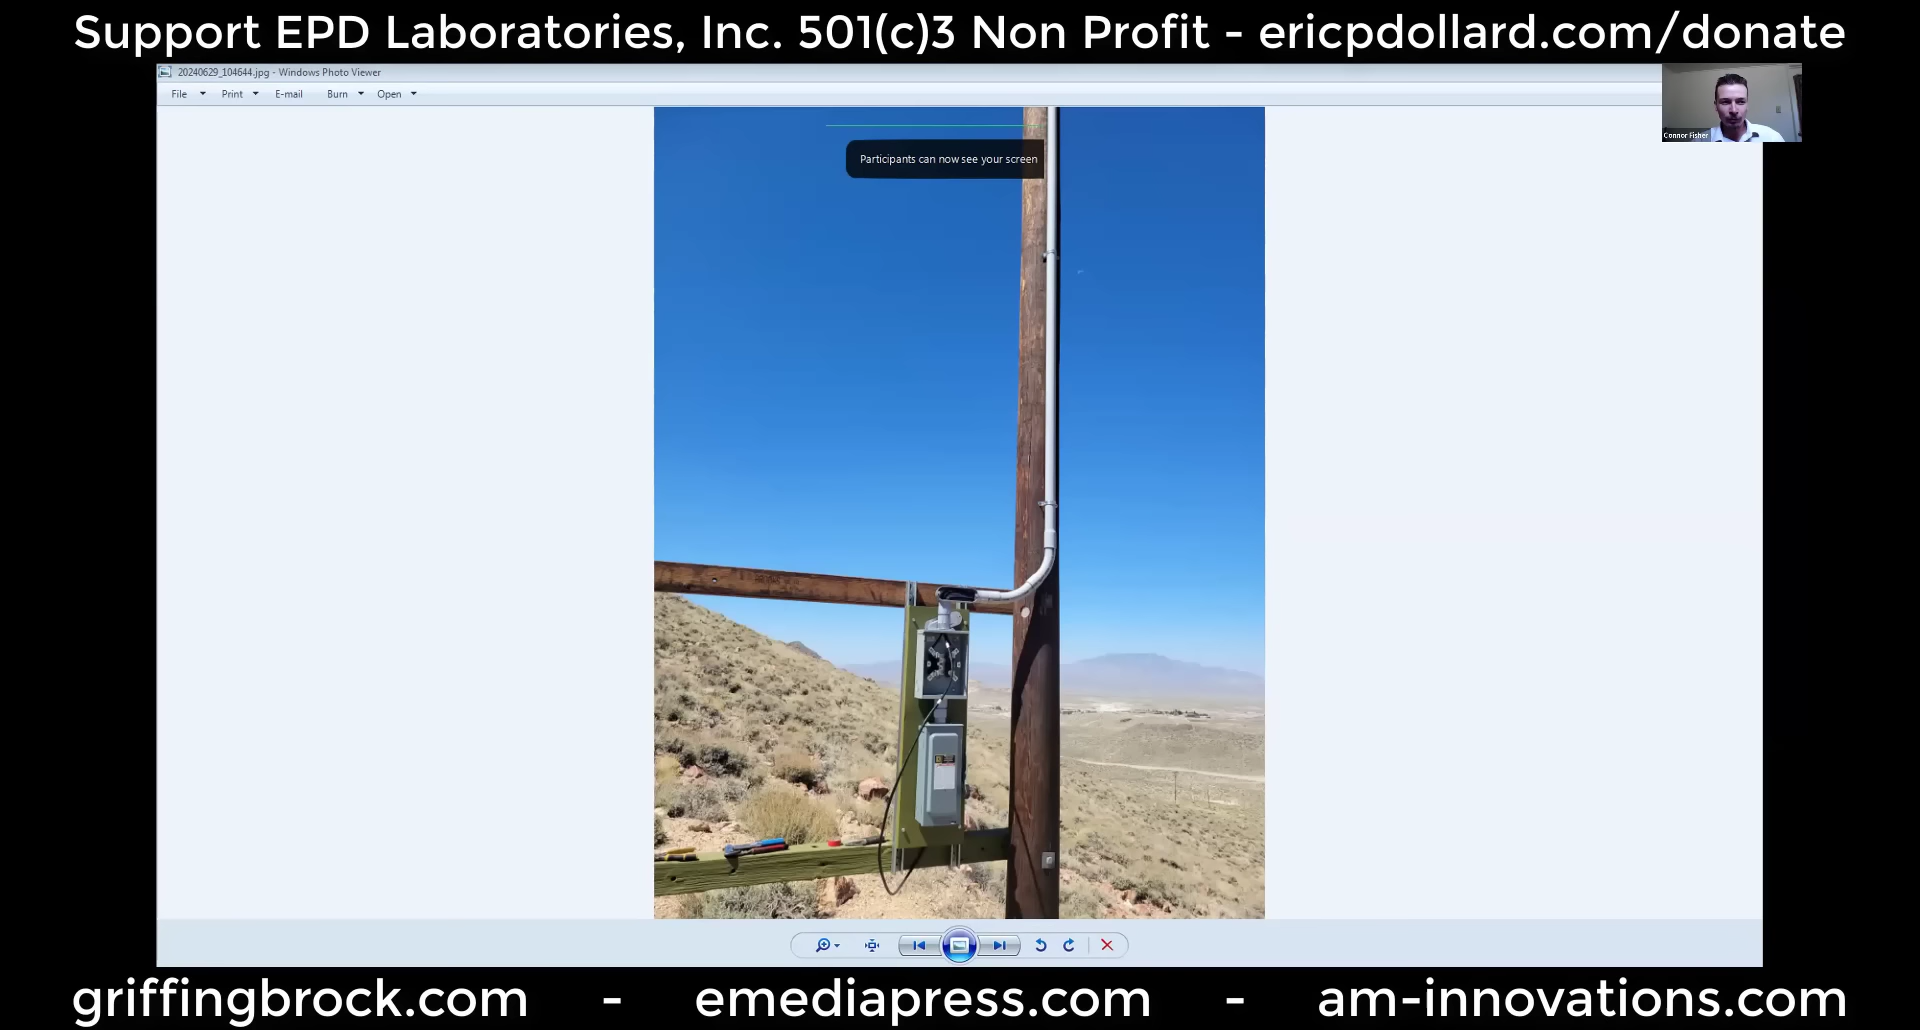 Support EPD Laboratories, Inc. 501(c)3 Non Profit - ericpdollard.com/donate
20240629_104644.jpg - Windows Photo Viewer
File Print E-mail Burn Open
Connor Fisher
Participants can now see your screen
griffingbrock.com - emediapress.com - am-innovations.com